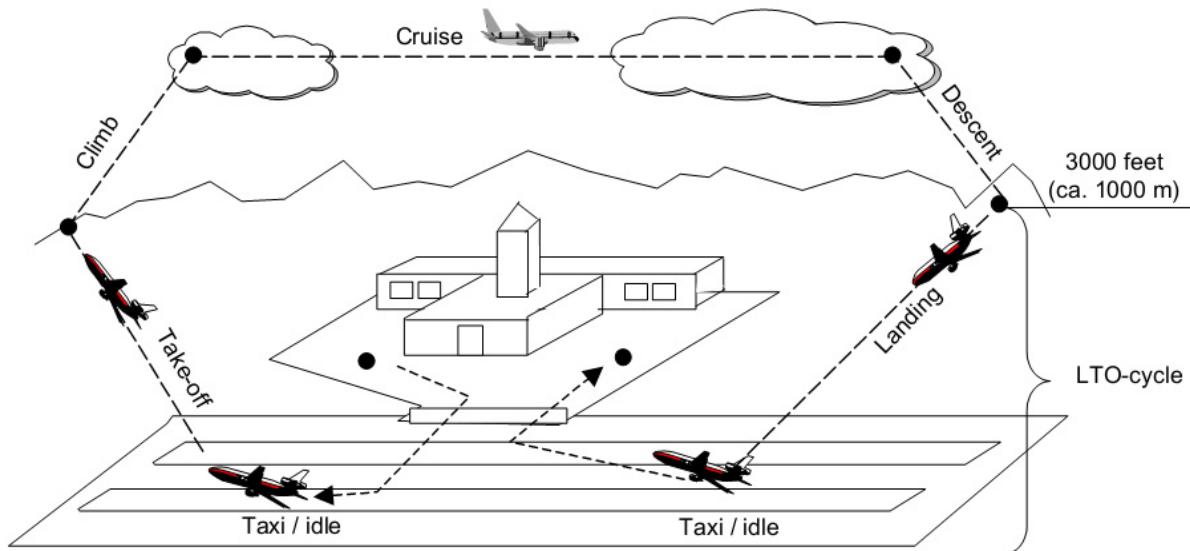 Cruise
Climb
Descent
3000 feet
(ca. 1000 m)
Take-off
Landing
LTO-cycle
Taxi / idle
Taxi / idle